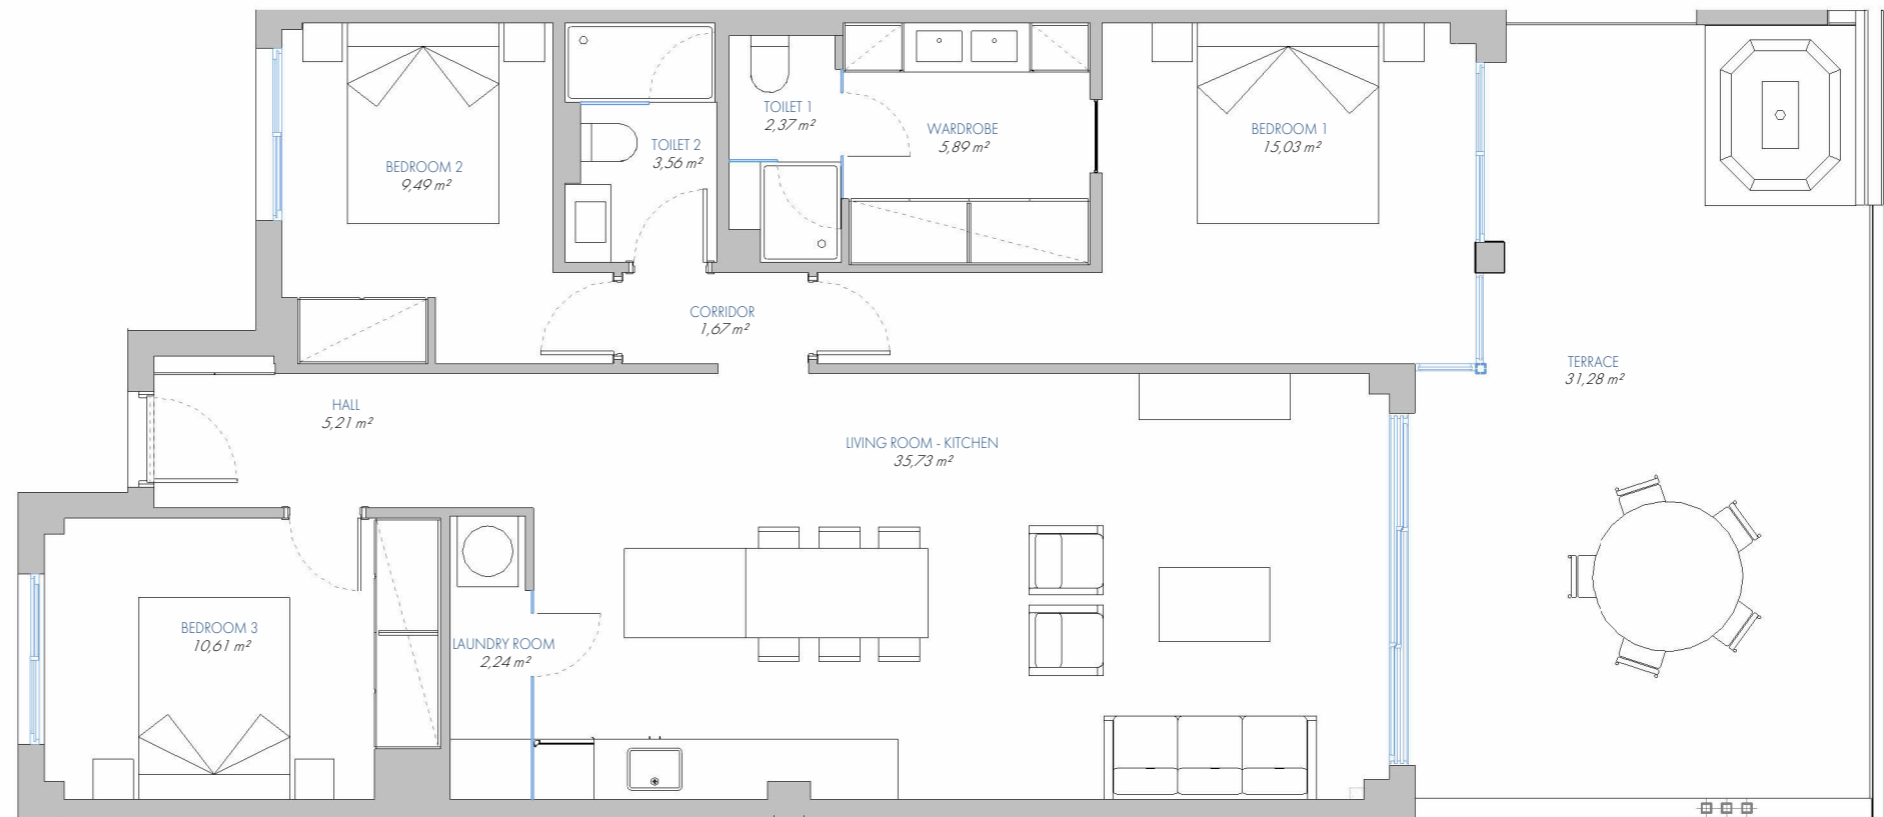 TOILET 1
2,37 m²
WARDROBE
5,89 m²
BEDROOM 1
15,03 m²
TOILET 2
3,56 m²
BEDROOM 2
9,49 m²
CORRIDOR
1,67 m²
TERRACE
31,28 m²
HALL
5,21 m²
LIVING ROOM - KITCHEN
35,73 m²
BEDROOM 3
10,61 m²
LAUNDRY ROOM
2,24 m²